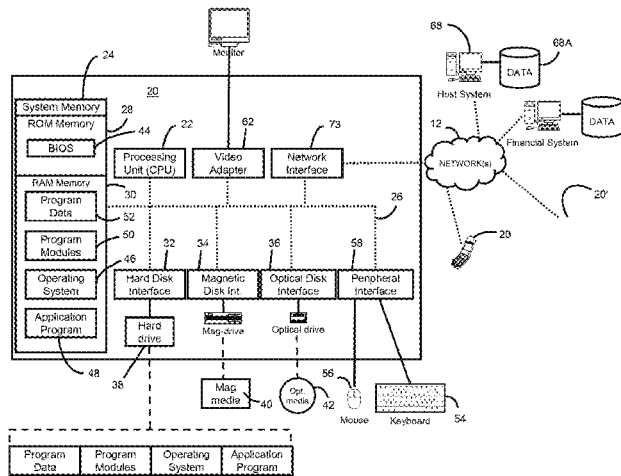 Monitor
68
68A
DATA
Host System
24
System Memory
28
ROM Memory
BIOS
44
20
22
62
73
12
DATA
Financial System
Processing
Unit (CPU)
Video
Adapter
Network
Interface
NETWORK(s)
RAM Memory
30
Program
Data
52
26
20'
20
Program
Modules
50
32
34
36
58
Operating
System
46
Hard Disk
Interface
Magnetic
Disk Int.
Optical Disk
Interface
Peripheral
Interface
Application
Program
48
Hard
drive
38
Mag-drive
Optical drive
Mag
media
40
Opt.
media
42
56
Mouse
Keyboard
54
Program
Data
Program
Modules
Operating
System
Application
Program